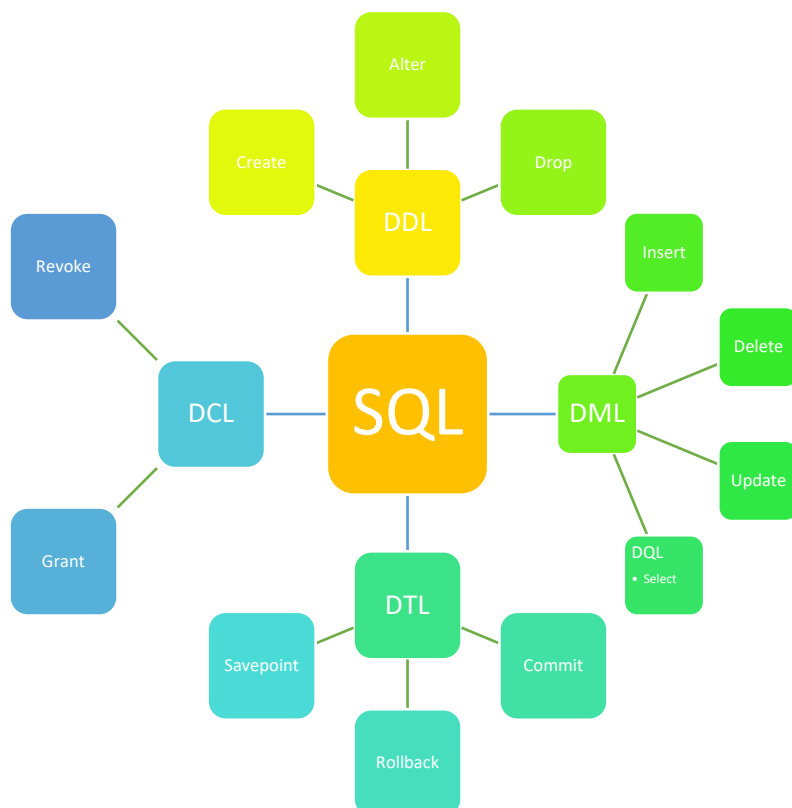 Alter
Create
Drop
DDL
Revoke
Insert
Delete
DCL
SQL
DML
Update
Grant
DQL
• Select
DTL
Savepoint
Commit
Rollback